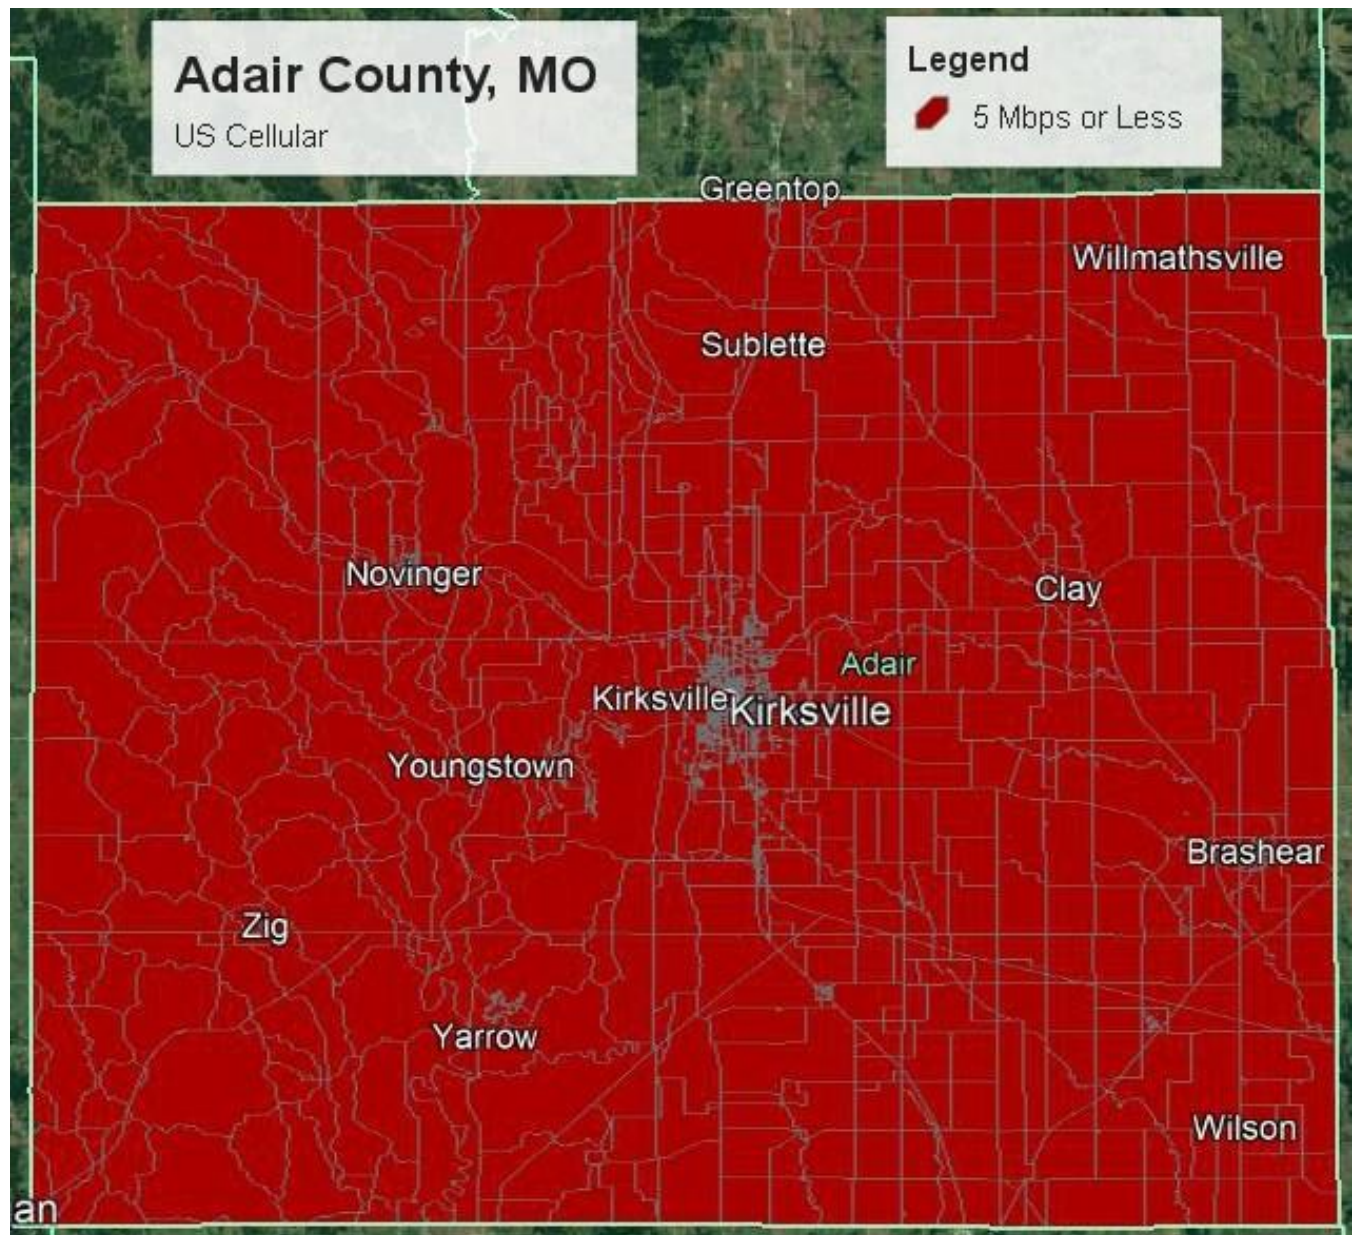 Adair County, MO
US Cellular
Legend
5 Mbps or Less
Greentop
Willmathsville
Sublette
Novinger
Clay
Adair
Kirksville
Kirksville
Youngstown
Brashear
Zig
Yarrow
Wilson
an